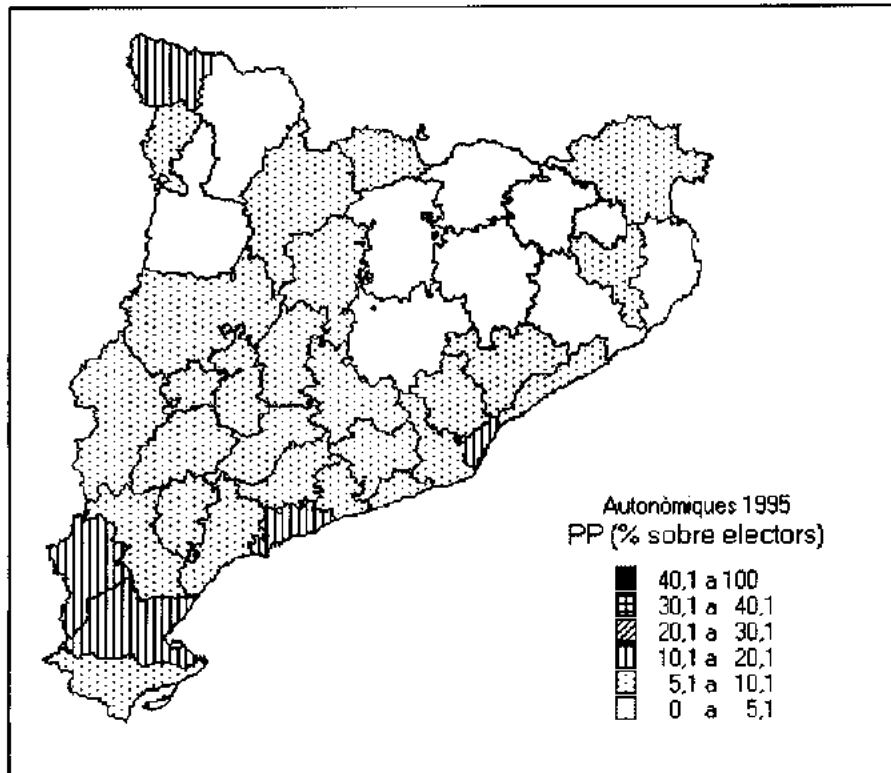 Autonòmiques 1995
PP (% sobre electors)
40,1 a 100
30,1 a 40,1
20,1 a 30,1
10,1 a 20,1
5,1 a 10,1
0 a 5,1